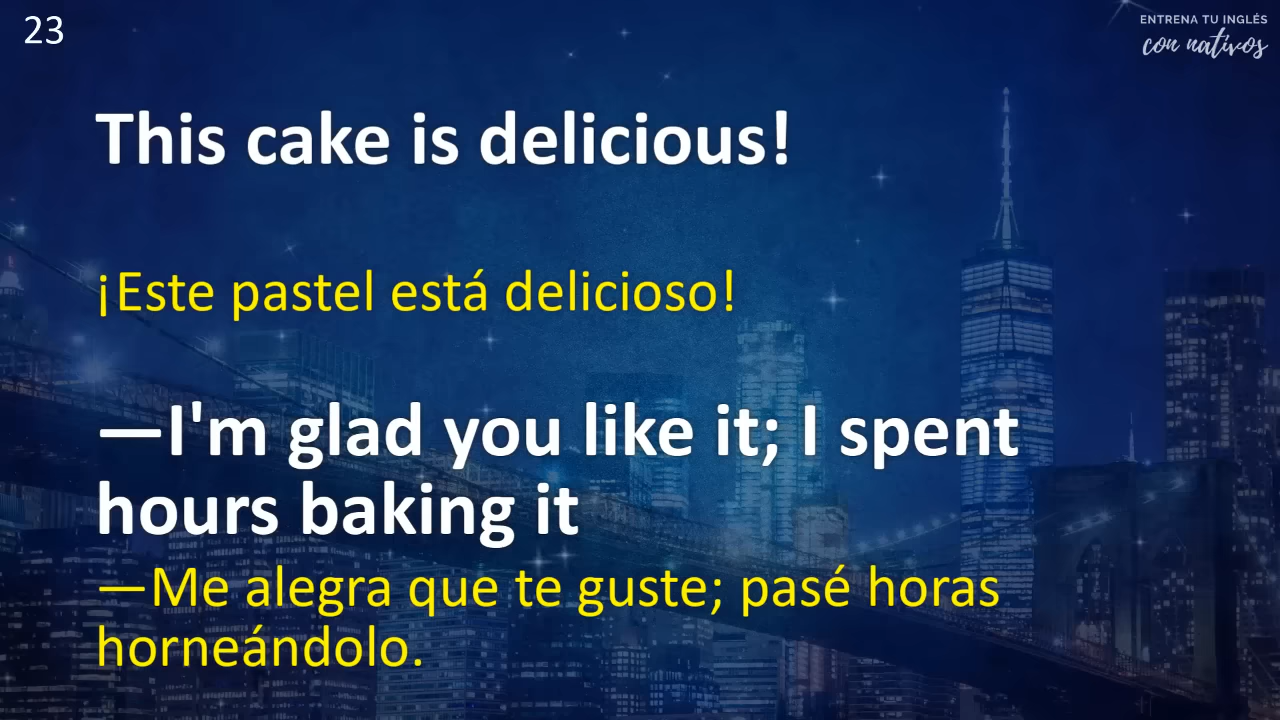 23
ENTRENA TU INGLÉS
con nativos
This cake is delicious!
¡Este pastel está delicioso!
—I'm glad you like it; I spent
hours baking it
—Me alegra que te guste; pasé horas
horneándolo.